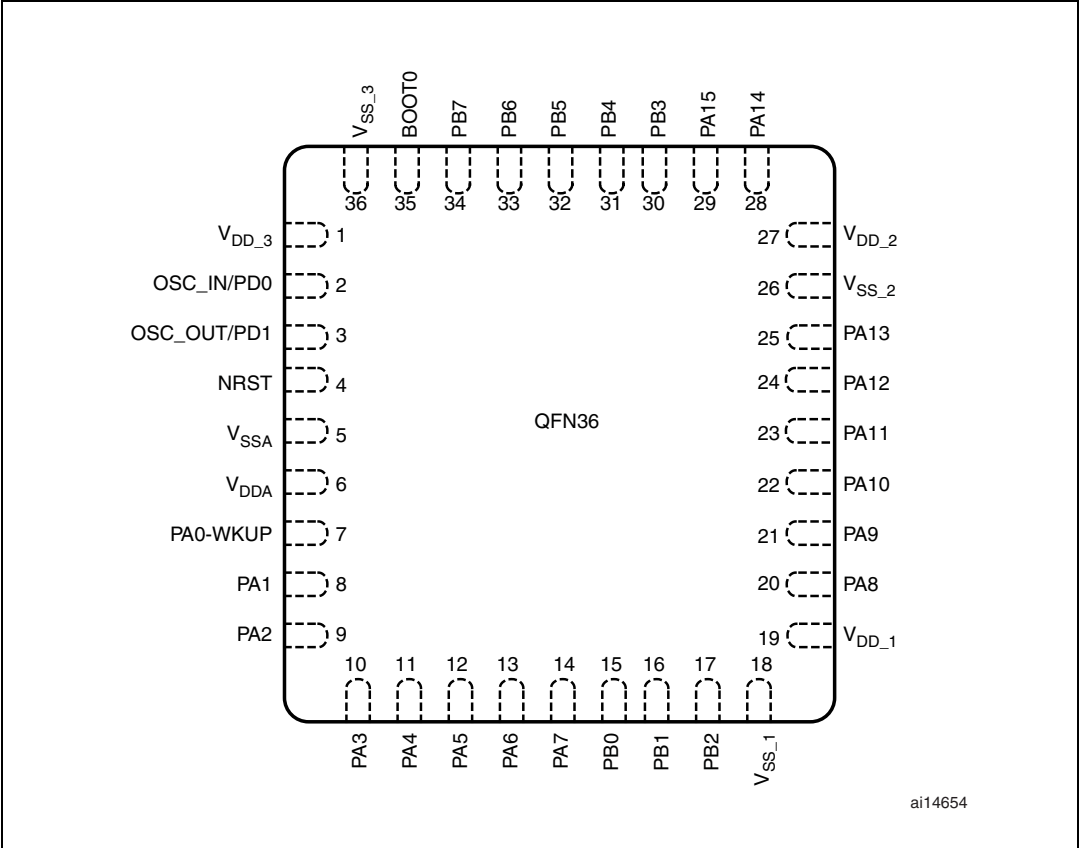 VSS_3 BOOT0 PB7 PB6 PB5 PB4 PB3 PA15 PA14
36 35 34 33 32 31 30 29 28
VDD_3 1 27 VDD_2
OSC_IN/PD0 2 26 VSS_2
OSC_OUT/PD1 3 25 PA13
NRST 4 24 PA12
QFN36
VSSA 5 23 PA11
VDDA 6 22 PA10
PA0-WKUP 7 21 PA9
PA1 8 20 PA8
PA2 9 19 VDD_1
10 11 12 13 14 15 16 17 18
PA3 PA4 PA5 PA6 PA7 PB0 PB1 PB2 VSS_1
ai14654